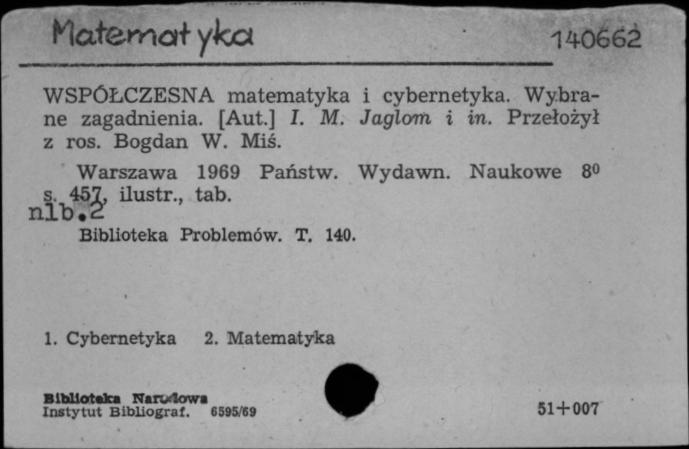 Matematyka 140662
WSPÓŁCZESNA matematyka i cybernetyka. Wybra-
ne zagadnienia. [Aut.] I. M. Jaglom i in. Przełożył
z ros. Bogdan W. Miś.
Warszawa 1969 Państw. Wydawn. Naukowe 8⁰
s. 457, ilustr., tab.
nlb.2
Biblioteka Problemów. T. 140.
1. Cybernetyka 2. Matematyka
Biblioteka Narodowa
Instytut Bibliograf. 6595/69 51+007